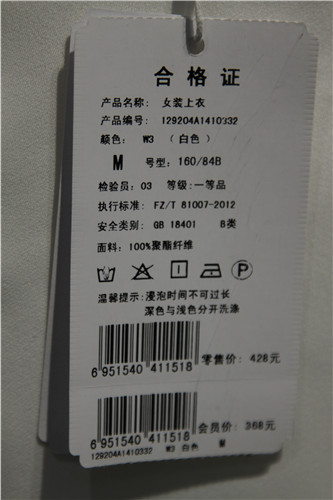 合格证
产品名称: 女装上衣
产品编号: 129204A1410332
颜色: W3 (白色)
M 号型: 160/84B
检验员: 03 等级: 一等品
执行标准: FZ/T 81007-2012
安全类别: GB 18401 B类
面料: 100%聚酯纤维
P
温馨提示: 浸泡时间不可过长
深色与浅色分开洗涤
零售价: 428元
6 951540 411518
会员价: 368元
6 951540 411518
129204A1410332 W3 白色 M